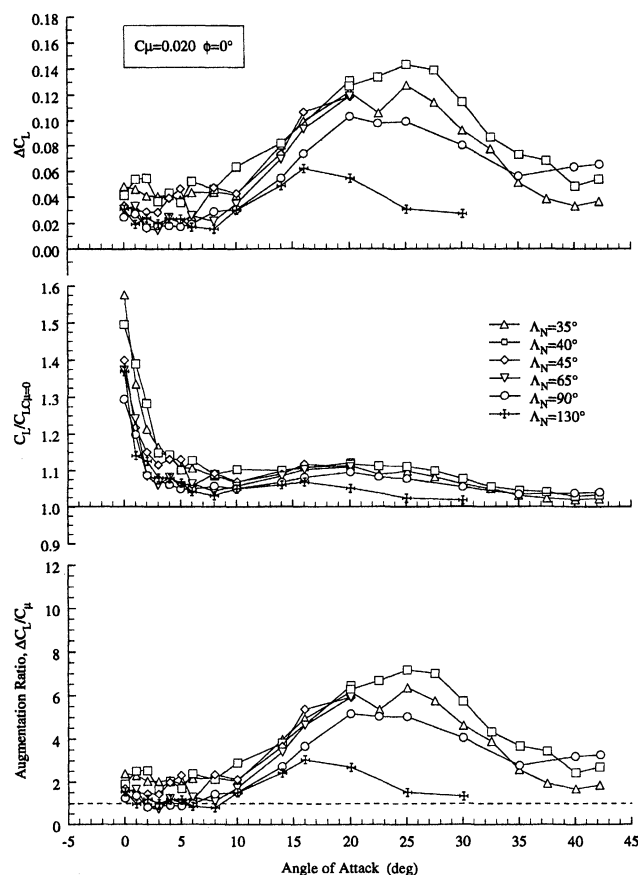 0.18
0.16
0.14
0.12
0.10
0.08
0.06
0.04
0.02
0.00
ΔC_L
Cμ=0.020 φ=0°
1.6
1.5
1.4
1.3
1.2
1.1
1.0
0.9
C_L/C_LCμ=0
Λ_N=35°
Λ_N=40°
Λ_N=45°
Λ_N=65°
Λ_N=90°
Λ_N=130°
12
10
8
6
4
2
0
Augmentation Ratio, ΔC_L/C_μ
-5 0 5 10 15 20 25 30 35 40 45
Angle of Attack (deg)